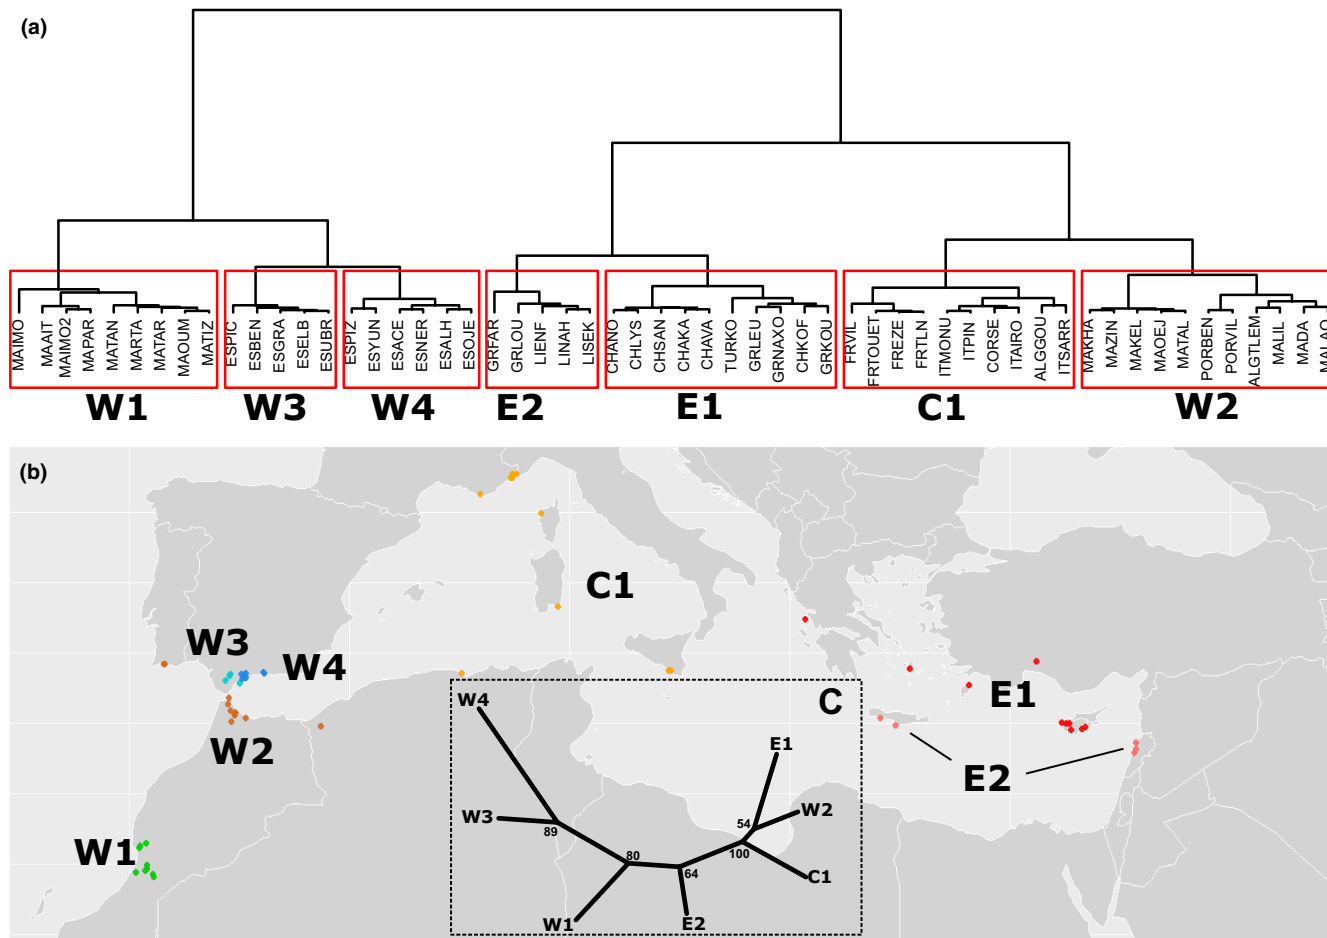 (a)
MAIMO MAAIT MAIMO2 MAPAR MATAN MARTA MATAR MAOUM MATIZ ESPIC ESBEN ESGRA ESELB ESUBR ESPIZ ESYUN ESACE ESNER ESALH ESOJE GRFAR GRLOU LIENF LINAH LISEK CHANO CHLYS CHSAN CHAKA CHAVA TURKO GRLEU GRNAXO CHKOF GRKOU FRVIL FRTOUET FREZE FRTLN ITMONU ITPIN CORSE ITAIRO ALGGOU ITSARR MAKHA MAZIN MAKEL MAOEJ MATAL PORBEN PORVIL ALGTLEM MALIL MADA MALAO
W1 W3 W4 E2 E1 C1 W2
(b)
C1
W3
W4
E1
W2
E2
W1
C
W4
E1
W2
W3
54
89
100
80
64
C1
W1
E2